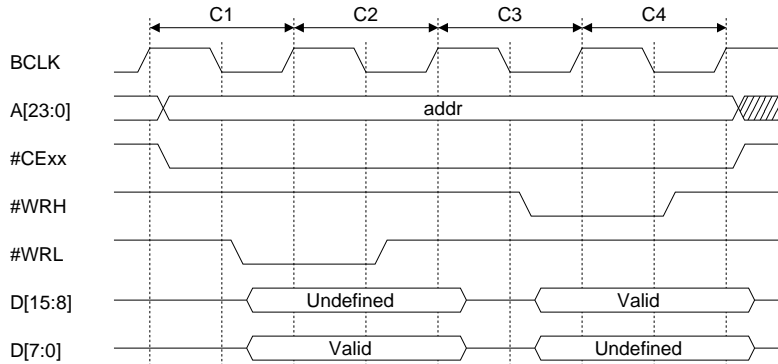 C1 C2 C3 C4
BCLK
A[23:0] addr
#CExx
#WRH
#WRL
D[15:8] Undefined Valid
D[7:0] Valid Undefined